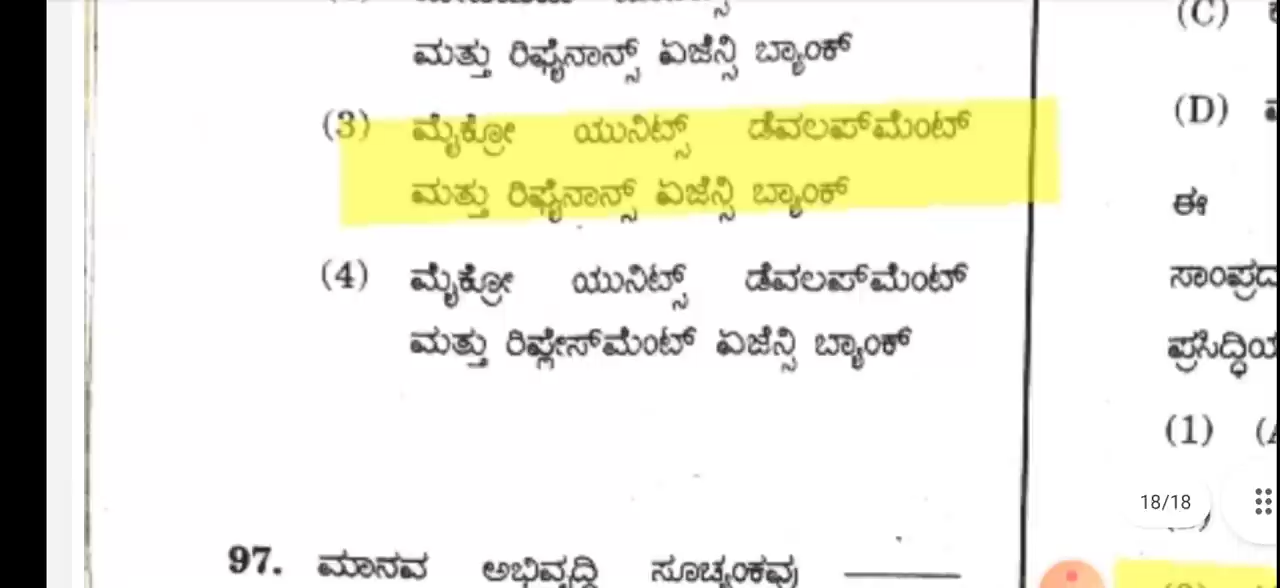 ಮತ್ತು ರಿಫೈನಾನ್ಸ್ ಏಜೆನ್ಸಿ ಬ್ಯಾಂಕ್
(3) ಮೈಕ್ರೋ ಯುನಿಟ್ಸ್ ಡೆವಲಪ್‌ಮೆಂಟ್
ಮತ್ತು ರಿಫೈನಾನ್ಸ್ ಏಜೆನ್ಸಿ ಬ್ಯಾಂಕ್
(4) ಮೈಕ್ರೋ ಯುನಿಟ್ಸ್ ಡೆವಲಪ್‌ಮೆಂಟ್
ಮತ್ತು ರಿಪ್ಲೇಸ್‌ಮೆಂಟ್ ಏಜೆನ್ಸಿ ಬ್ಯಾಂಕ್
97. ಮಾನವ ಅಭಿವೃದ್ಧಿ ಸೂಚ್ಯಂಕವು
(C)
(D)
ಈ
(1)
18/18